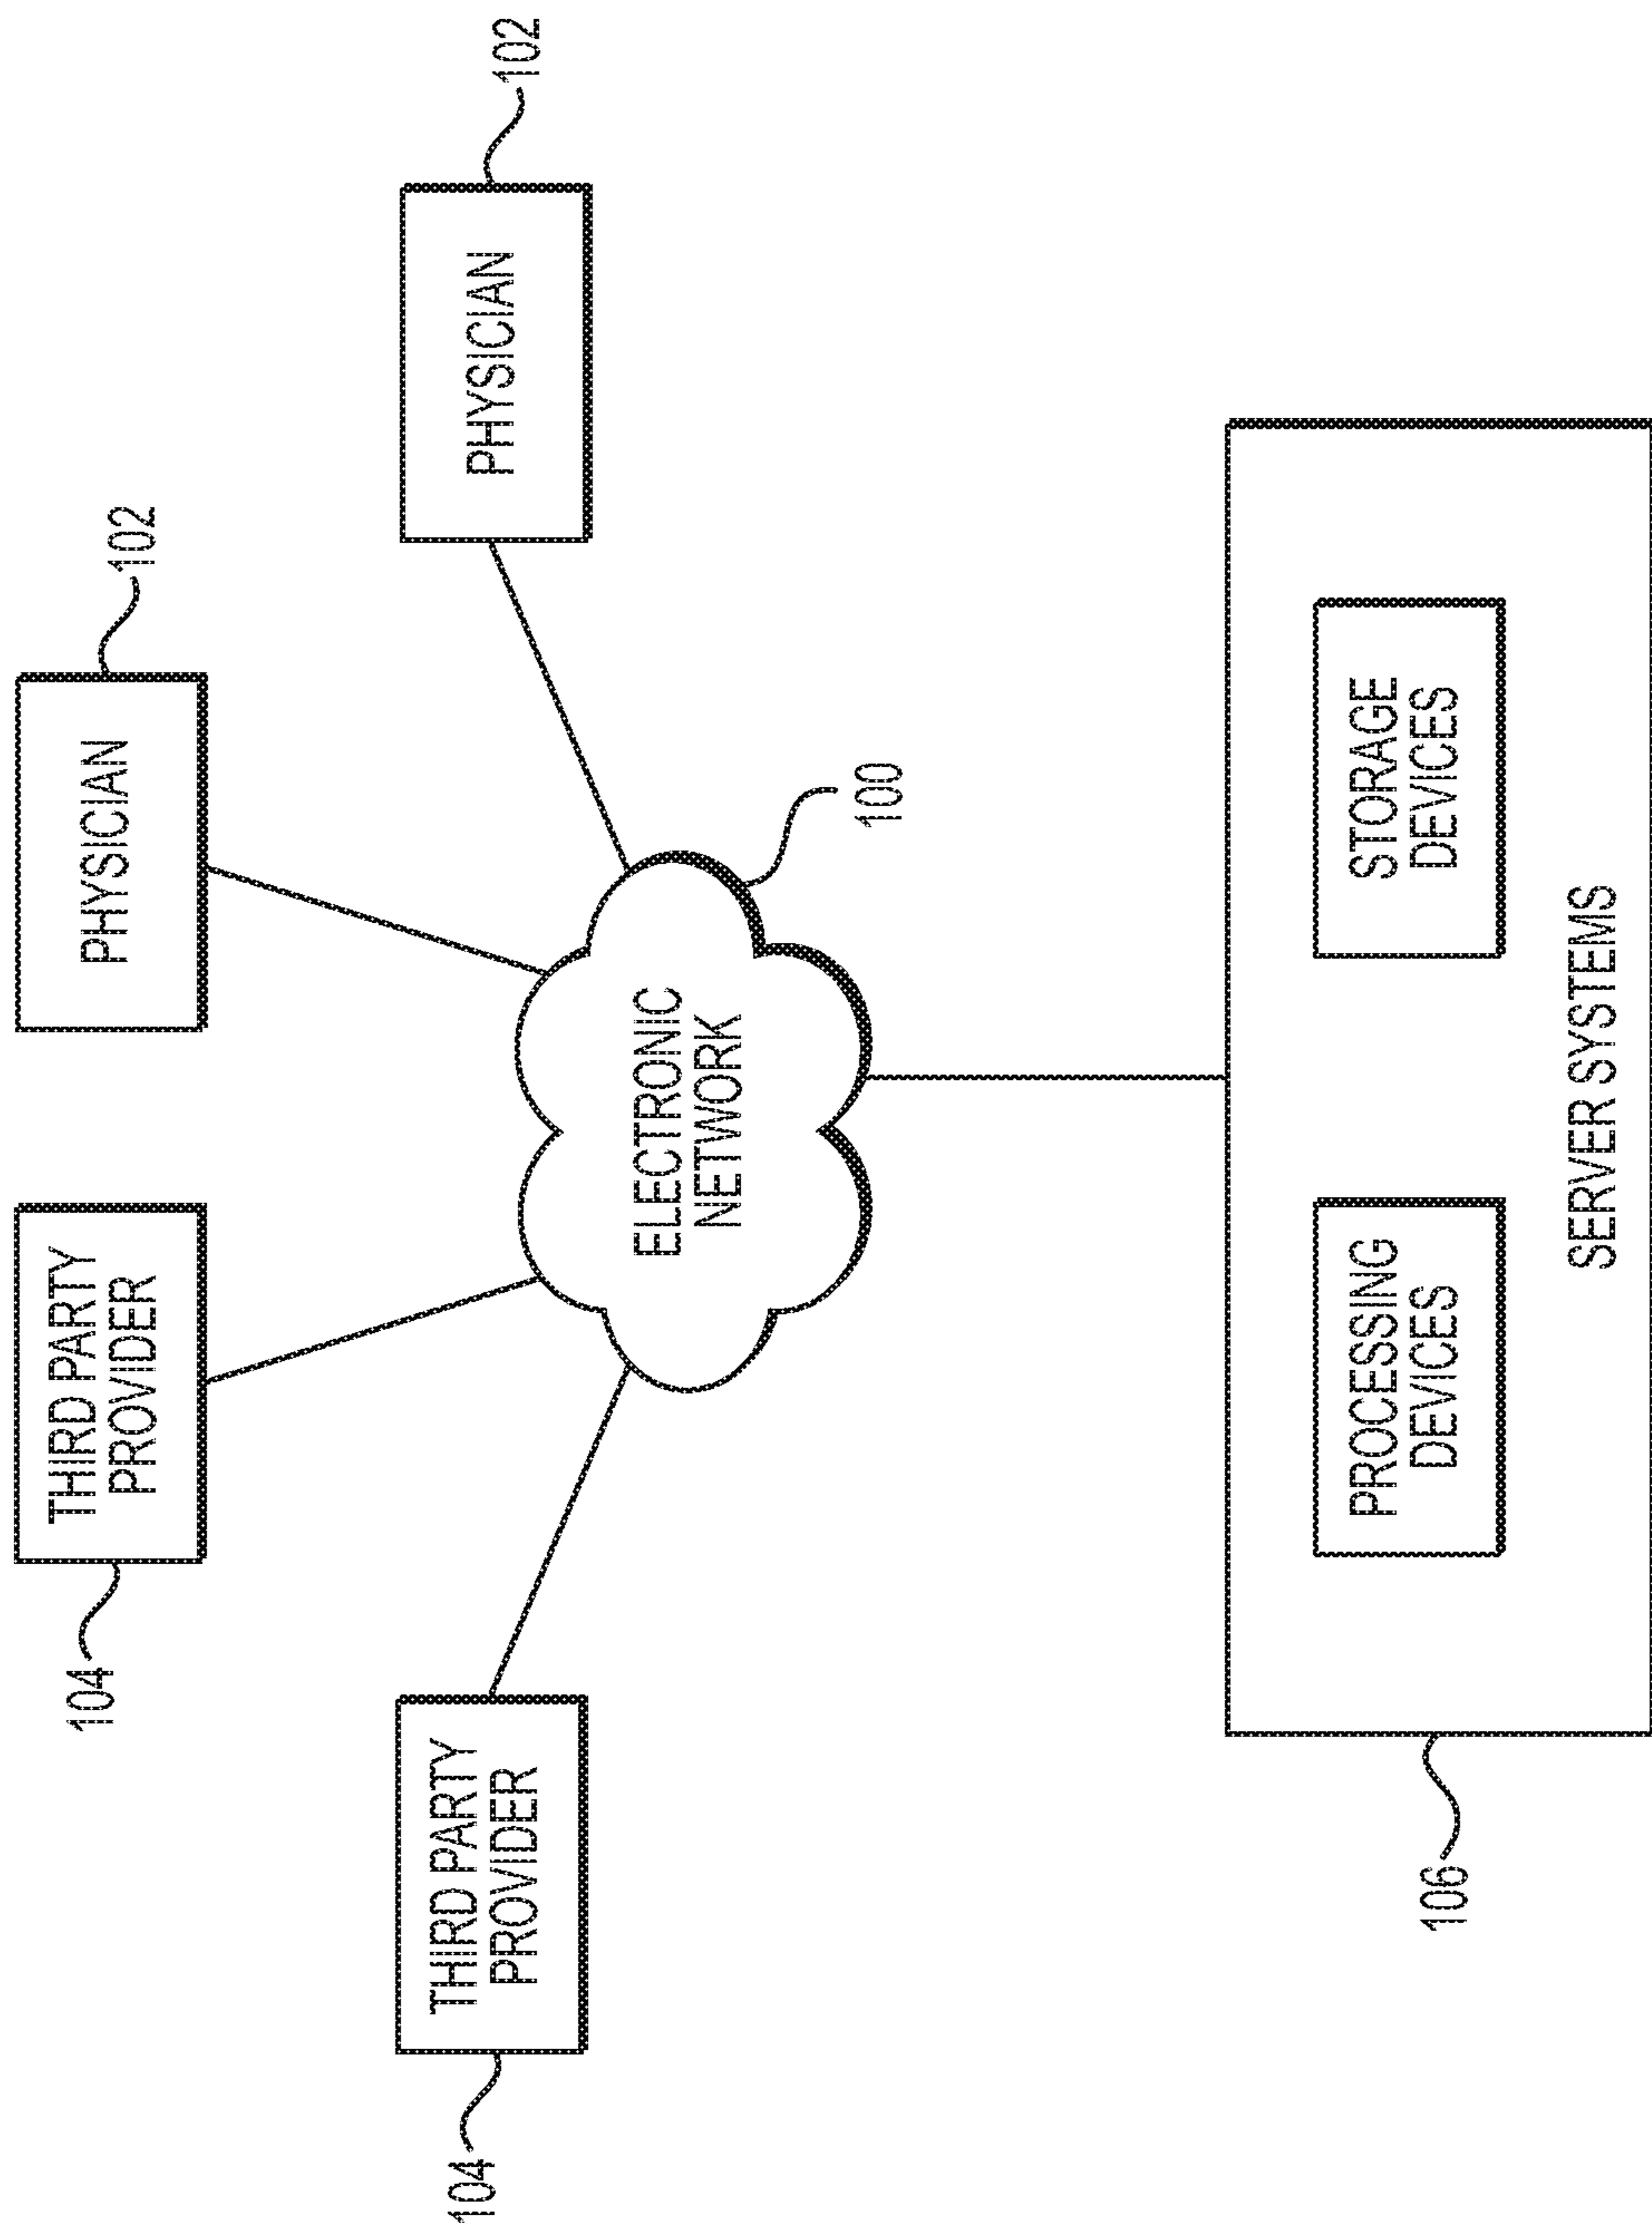 104
THIRD PARTY
PROVIDER
PHYSICIAN
102
104
THIRD PARTY
PROVIDER
PHYSICIAN
102
ELECTRONIC
NETWORK
100
106
PROCESSING
DEVICES
STORAGE
DEVICES
SERVER SYSTEMS